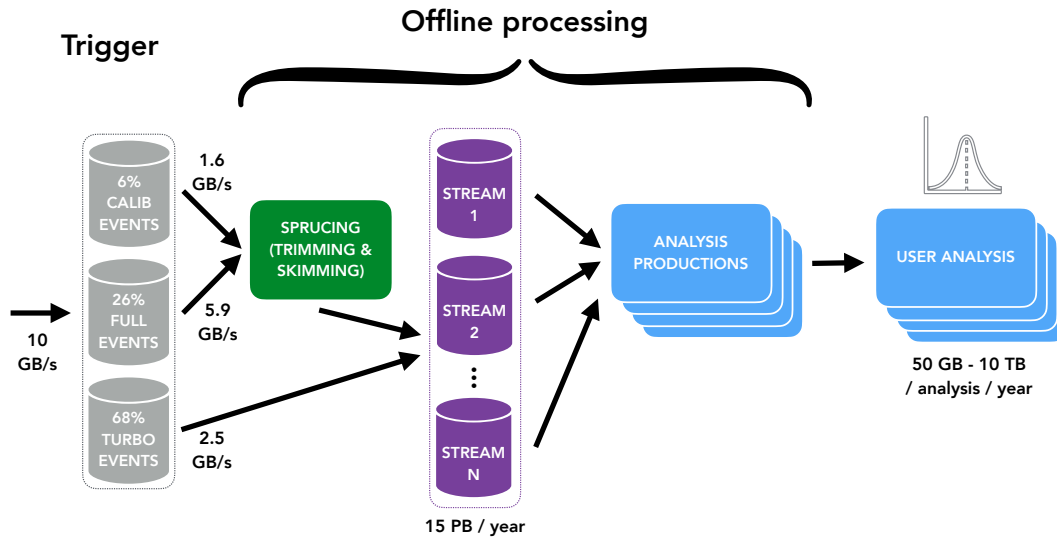 Trigger
Offline processing
10
GB/s
6%
CALIB
EVENTS
26%
FULL
EVENTS
68%
TURBO
EVENTS
1.6
GB/s
5.9
GB/s
2.5
GB/s
SPRUCING
(TRIMMING &
SKIMMING)
STREAM
1
STREAM
2
...
STREAM
N
15 PB / year
ANALYSIS
PRODUCTIONS
USER ANALYSIS
50 GB - 10 TB
/ analysis / year